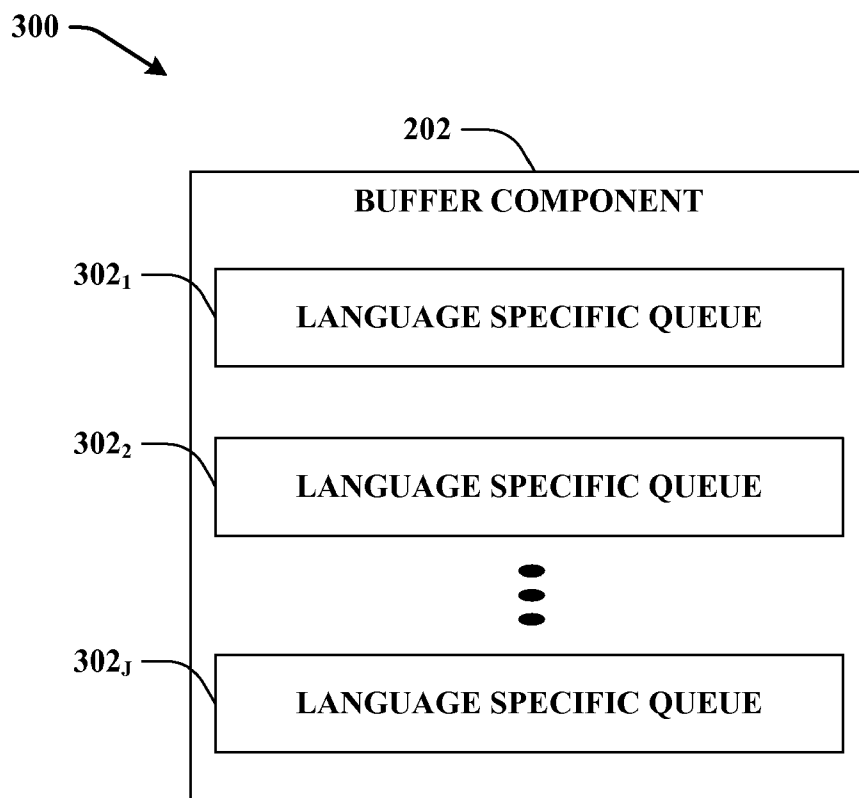 300
202
BUFFER COMPONENT
302₁
LANGUAGE SPECIFIC QUEUE
302₂
LANGUAGE SPECIFIC QUEUE
302J
LANGUAGE SPECIFIC QUEUE